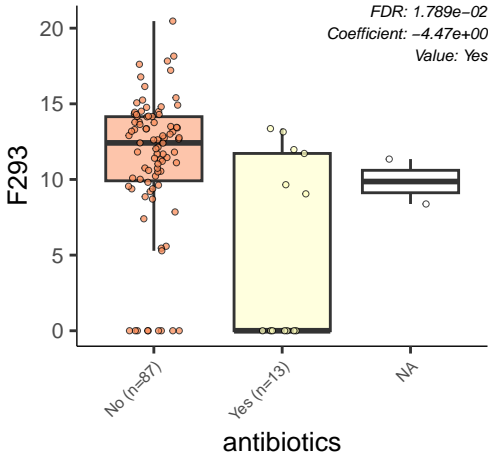 FDR: 1.789e−02
Coefficient: −4.47e+00
Value: Yes
20
15
10
5
0
F293
No (n=87)
Yes (n=13)
NA
antibiotics